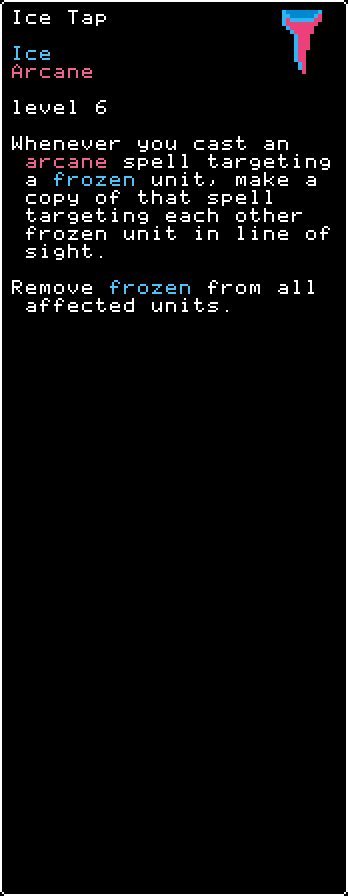 Ice Tap
Ice
Arcane
level 6
Whenever you cast an
arcane spell targeting
a frozen unit, make a
copy of that spell
targeting each other
frozen unit in line of
sight.
Remove frozen from all
affected units.